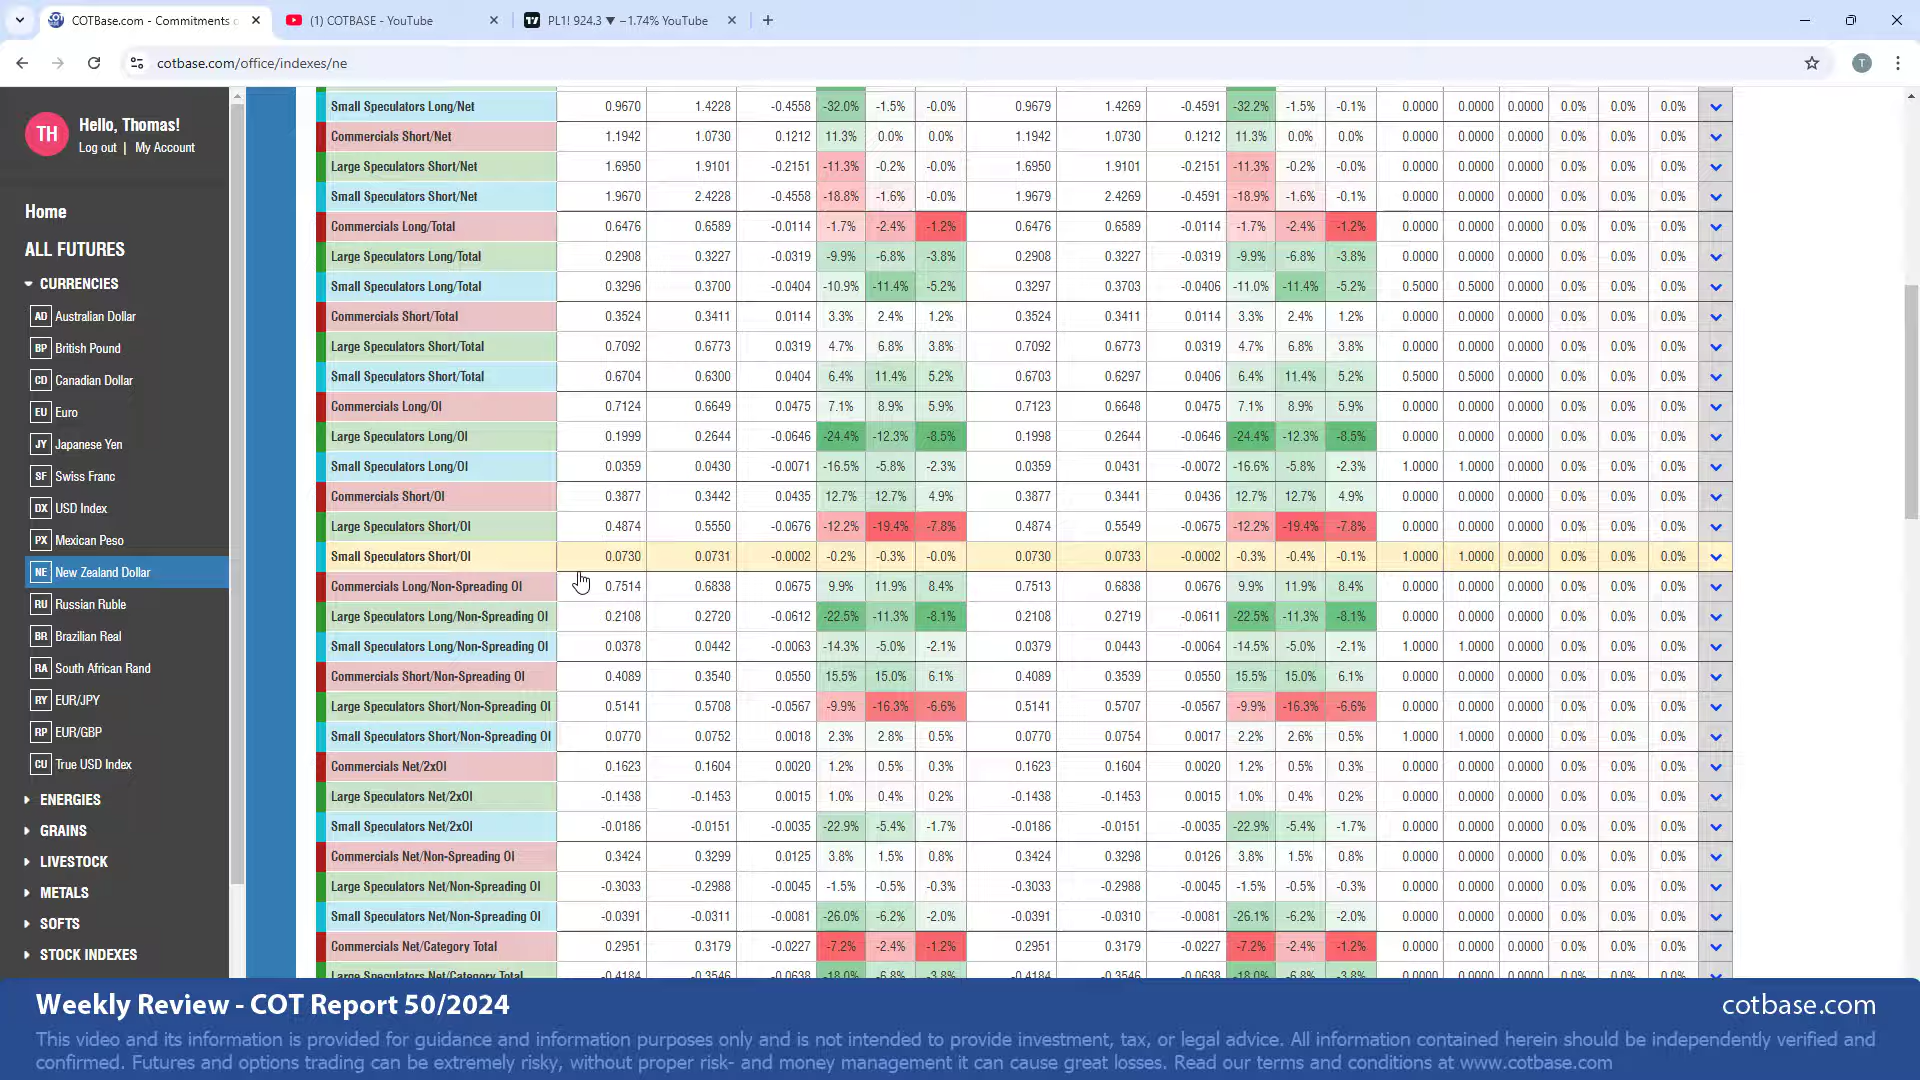 COTBase.com - Commitments o
(1) COTBASE - YouTube
PL1! 924.3 ▼ −1.74% YouTube
cotbase.com/office/indexes/ne
T
TH
Hello, Thomas!
Log out | My Account
Home
ALL FUTURES
CURRENCIES
AD Australian Dollar
BP British Pound
CD Canadian Dollar
EU Euro
JY Japanese Yen
SF Swiss Franc
DX USD Index
PX Mexican Peso
NE New Zealand Dollar
RU Russian Ruble
BR Brazilian Real
RA South African Rand
RY EUR/JPY
RP EUR/GBP
CU True USD Index
ENERGIES
GRAINS
LIVESTOCK
METALS
SOFTS
STOCK INDEXES
Small Speculators Long/Net 0.9670 1.4228 -0.4558 -32.0% -1.5% -0.0% 0.9679 1.4269 -0.4591 -32.2% -1.5% -0.1% 0.0000 0.0000 0.0000 0.0% 0.0% 0.0%
Commercials Short/Net 1.1942 1.0730 0.1212 11.3% 0.0% 0.0% 1.1942 1.0730 0.1212 11.3% 0.0% 0.0% 0.0000 0.0000 0.0000 0.0% 0.0% 0.0%
Large Speculators Short/Net 1.6950 1.9101 -0.2151 -11.3% -0.2% -0.0% 1.6950 1.9101 -0.2151 -11.3% -0.2% -0.0% 0.0000 0.0000 0.0000 0.0% 0.0% 0.0%
Small Speculators Short/Net 1.9670 2.4228 -0.4558 -18.8% -1.6% -0.0% 1.9679 2.4269 -0.4591 -18.9% -1.6% -0.1% 0.0000 0.0000 0.0000 0.0% 0.0% 0.0%
Commercials Long/Total 0.6476 0.6589 -0.0114 -1.7% -2.4% -1.2% 0.6476 0.6589 -0.0114 -1.7% -2.4% -1.2% 0.0000 0.0000 0.0000 0.0% 0.0% 0.0%
Large Speculators Long/Total 0.2908 0.3227 -0.0319 -9.9% -6.8% -3.8% 0.2908 0.3227 -0.0319 -9.9% -6.8% -3.8% 0.0000 0.0000 0.0000 0.0% 0.0% 0.0%
Small Speculators Long/Total 0.3296 0.3700 -0.0404 -10.9% -11.4% -5.2% 0.3297 0.3703 -0.0406 -11.0% -11.4% -5.2% 0.5000 0.5000 0.0000 0.0% 0.0% 0.0%
Commercials Short/Total 0.3524 0.3411 0.0114 3.3% 2.4% 1.2% 0.3524 0.3411 0.0114 3.3% 2.4% 1.2% 0.0000 0.0000 0.0000 0.0% 0.0% 0.0%
Large Speculators Short/Total 0.7092 0.6773 0.0319 4.7% 6.8% 3.8% 0.7092 0.6773 0.0319 4.7% 6.8% 3.8% 0.0000 0.0000 0.0000 0.0% 0.0% 0.0%
Small Speculators Short/Total 0.6704 0.6300 0.0404 6.4% 11.4% 5.2% 0.6703 0.6297 0.0406 6.4% 11.4% 5.2% 0.5000 0.5000 0.0000 0.0% 0.0% 0.0%
Commercials Long/OI 0.7124 0.6649 0.0475 7.1% 8.9% 5.9% 0.7123 0.6648 0.0475 7.1% 8.9% 5.9% 0.0000 0.0000 0.0000 0.0% 0.0% 0.0%
Large Speculators Long/OI 0.1999 0.2644 -0.0646 -24.4% -12.3% -8.5% 0.1998 0.2644 -0.0646 -24.4% -12.3% -8.5% 0.0000 0.0000 0.0000 0.0% 0.0% 0.0%
Small Speculators Long/OI 0.0359 0.0430 -0.0071 -16.5% -5.8% -2.3% 0.0359 0.0431 -0.0072 -16.6% -5.8% -2.3% 1.0000 1.0000 0.0000 0.0% 0.0% 0.0%
Commercials Short/OI 0.3877 0.3442 0.0435 12.7% 12.7% 4.9% 0.3877 0.3441 0.0436 12.7% 12.7% 4.9% 0.0000 0.0000 0.0000 0.0% 0.0% 0.0%
Large Speculators Short/OI 0.4874 0.5550 -0.0676 -12.2% -19.4% -7.8% 0.4874 0.5549 -0.0675 -12.2% -19.4% -7.8% 0.0000 0.0000 0.0000 0.0% 0.0% 0.0%
Small Speculators Short/OI 0.0730 0.0731 -0.0002 -0.2% -0.3% -0.0% 0.0730 0.0733 -0.0002 -0.3% -0.4% -0.1% 1.0000 1.0000 0.0000 0.0% 0.0% 0.0%
Commercials Long/Non-Spreading OI 0.7514 0.6838 0.0675 9.9% 11.9% 8.4% 0.7513 0.6838 0.0676 9.9% 11.9% 8.4% 0.0000 0.0000 0.0000 0.0% 0.0% 0.0%
Large Speculators Long/Non-Spreading OI 0.2108 0.2720 -0.0612 -22.5% -11.3% -8.1% 0.2108 0.2719 -0.0611 -22.5% -11.3% -8.1% 0.0000 0.0000 0.0000 0.0% 0.0% 0.0%
Small Speculators Long/Non-Spreading OI 0.0378 0.0442 -0.0063 -14.3% -5.0% -2.1% 0.0379 0.0443 -0.0064 -14.5% -5.0% -2.1% 1.0000 1.0000 0.0000 0.0% 0.0% 0.0%
Commercials Short/Non-Spreading OI 0.4089 0.3540 0.0550 15.5% 15.0% 6.1% 0.4089 0.3539 0.0550 15.5% 15.0% 6.1% 0.0000 0.0000 0.0000 0.0% 0.0% 0.0%
Large Speculators Short/Non-Spreading OI 0.5141 0.5708 -0.0567 -9.9% -16.3% -6.6% 0.5141 0.5707 -0.0567 -9.9% -16.3% -6.6% 0.0000 0.0000 0.0000 0.0% 0.0% 0.0%
Small Speculators Short/Non-Spreading OI 0.0770 0.0752 0.0018 2.3% 2.8% 0.5% 0.0770 0.0754 0.0017 2.2% 2.6% 0.5% 1.0000 1.0000 0.0000 0.0% 0.0% 0.0%
Commercials Net/2xOI 0.1623 0.1604 0.0020 1.2% 0.5% 0.3% 0.1623 0.1604 0.0020 1.2% 0.5% 0.3% 0.0000 0.0000 0.0000 0.0% 0.0% 0.0%
Large Speculators Net/2xOI -0.1438 -0.1453 0.0015 1.0% 0.4% 0.2% -0.1438 -0.1453 0.0015 1.0% 0.4% 0.2% 0.0000 0.0000 0.0000 0.0% 0.0% 0.0%
Small Speculators Net/2xOI -0.0186 -0.0151 -0.0035 -22.9% -5.4% -1.7% -0.0186 -0.0151 -0.0035 -22.9% -5.4% -1.7% 0.0000 0.0000 0.0000 0.0% 0.0% 0.0%
Commercials Net/Non-Spreading OI 0.3424 0.3299 0.0125 3.8% 1.5% 0.8% 0.3424 0.3298 0.0126 3.8% 1.5% 0.8% 0.0000 0.0000 0.0000 0.0% 0.0% 0.0%
Large Speculators Net/Non-Spreading OI -0.3033 -0.2988 -0.0045 -1.5% -0.5% -0.3% -0.3033 -0.2988 -0.0045 -1.5% -0.5% -0.3% 0.0000 0.0000 0.0000 0.0% 0.0% 0.0%
Small Speculators Net/Non-Spreading OI -0.0391 -0.0311 -0.0081 -26.0% -6.2% -2.0% -0.0391 -0.0310 -0.0081 -26.1% -6.2% -2.0% 0.0000 0.0000 0.0000 0.0% 0.0% 0.0%
Commercials Net/Category Total 0.2951 0.3179 -0.0227 -7.2% -2.4% -1.2% 0.2951 0.3179 -0.0227 -7.2% -2.4% -1.2% 0.0000 0.0000 0.0000 0.0% 0.0% 0.0%
Large Speculators Net/Category Total -0.4184 -0.3546 -0.0638 -18.0% -6.8% -3.8% -0.4184 -0.3546 -0.0638 -18.0% -6.8% -3.8% 0.0000 0.0000 0.0000 0.0% 0.0% 0.0%
Weekly Review - COT Report 50/2024
cotbase.com
This video and its information is provided for guidance and information purposes only and is not intended to provide investment, tax, or legal advice. All information contained herein should be independently verified and
confirmed. Futures and options trading can be extremely risky, without proper risk- and money management it can cause great losses. Read our terms and conditions at www.cotbase.com